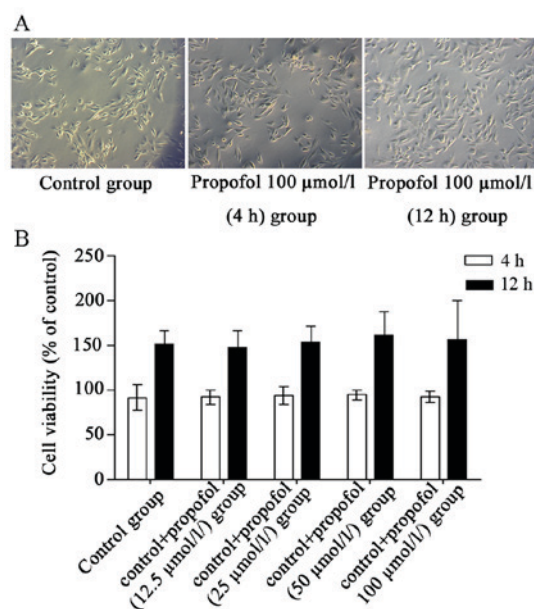 A
Control group
Propofol 100 µmol/l
(4 h) group
Propofol 100 µmol/l
(12 h) group
B
Cell viability (% of control)
250
200
150
100
50
0
4 h
12 h
Control group
control+propofol
(12.5 µmol/l/) group
control+propofol
(25 µmol/l/) group
control+propofol
(50 µmol/l/) group
control+propofol
100 µmol/l/) group